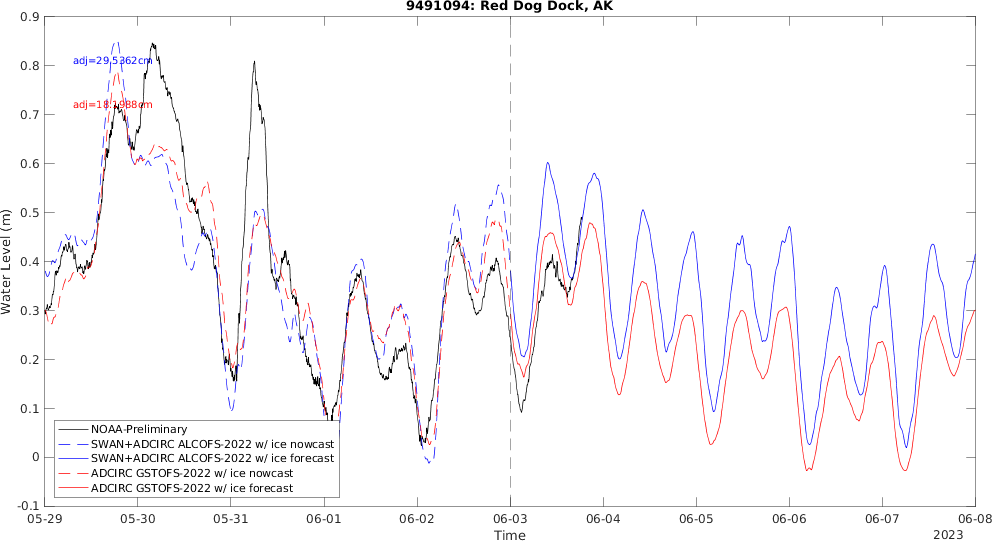 9491094: Red Dog Dock, AK
Water Level (m)
0.9
0.8
0.7
0.6
0.5
0.4
0.3
0.2
0.1
0
-0.1
adj=29.5362cm
NOAA-Preliminary
SWAN+ADCIRC ALCOFS-2022 w/ ice nowcast
SWAN+ADCIRC ALCOFS-2022 w/ ice forecast
ADCIRC GSTOFS-2022 w/ ice nowcast
ADCIRC GSTOFS-2022 w/ ice forecast
05-29 05-30 05-31 06-01 06-02 06-03 06-04 06-05 06-06 06-07 06-08
Time
2023